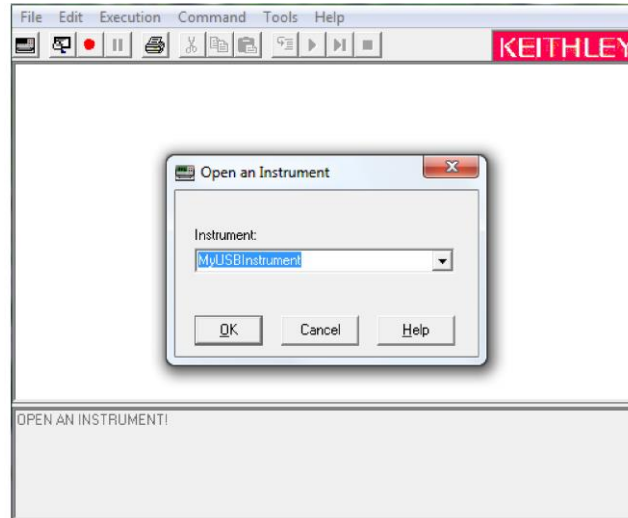 File Edit Execution Command Tools Help
KEITHLEY
Open an Instrument
Instrument:
MyUSBInstrument
OK Cancel Help
OPEN AN INSTRUMENT!